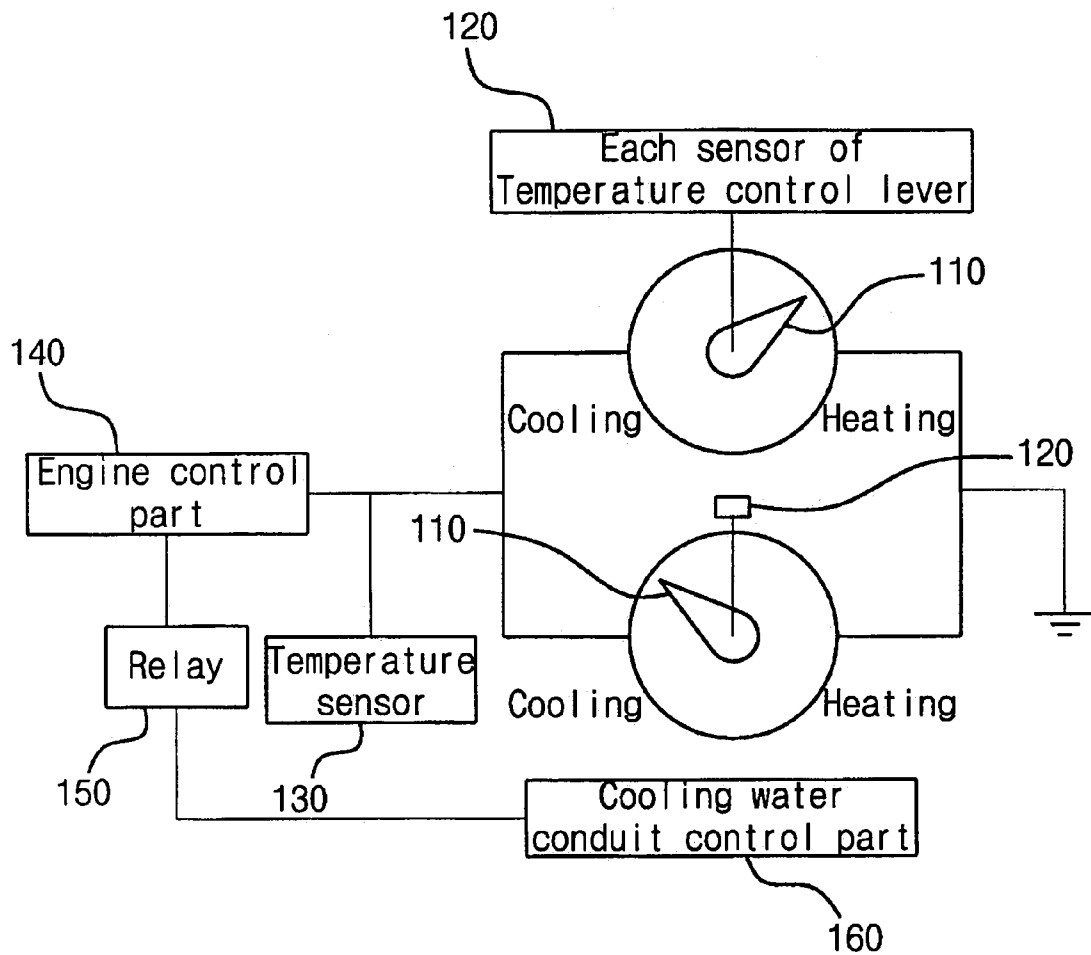 120
Each sensor of
Temperature control lever
110
140
Cooling
Heating
120
Engine control
part
110
Relay
Temperature
sensor
Cooling
Heating
150
130
Cooling water
conduit control part
160